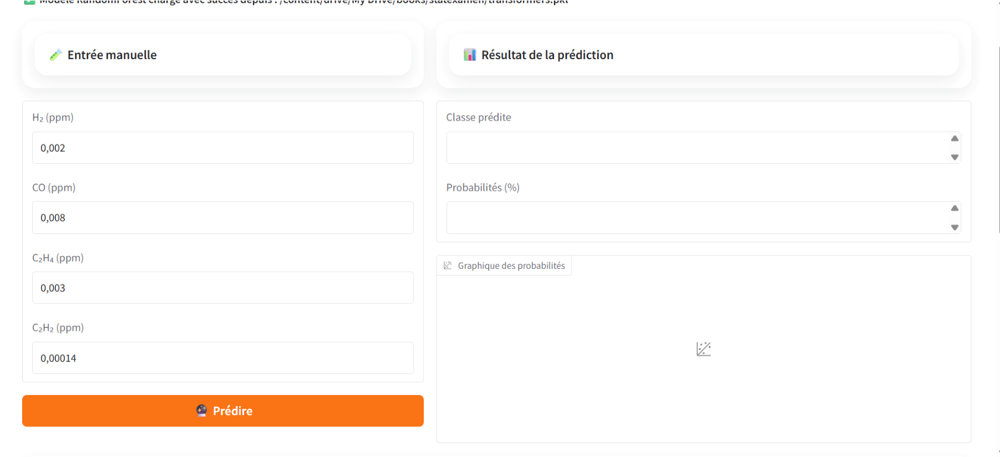 Modèle RandomForest chargé avec succès depuis : /content/drive/My Drive/books/statexamen/transformers.pkl
Entrée manuelle
Résultat de la prédiction
H₂ (ppm)
0,002
CO (ppm)
0,008
C₂H₄ (ppm)
0,003
C₂H₂ (ppm)
0,00014
Prédire
Classe prédite
Probabilités (%)
Graphique des probabilités